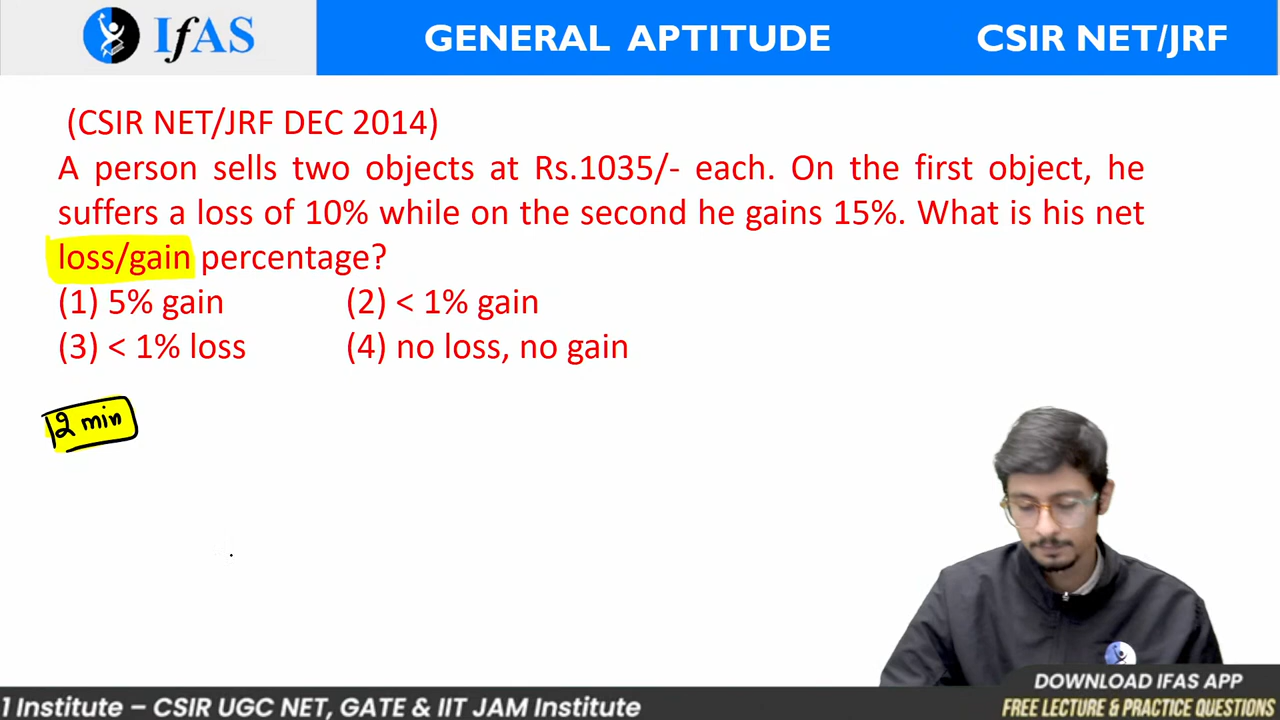 IfAS
GENERAL APTITUDE
CSIR NET/JRF
(CSIR NET/JRF DEC 2014)
A person sells two objects at Rs.1035/- each. On the first object, he
suffers a loss of 10% while on the second he gains 15%. What is his net
loss/gain percentage?
(1) 5% gain (2) < 1% gain
(3) < 1% loss (4) no loss, no gain
2 min
DOWNLOAD IFAS APP
1 Institute – CSIR UGC NET, GATE & IIT JAM Institute
FREE LECTURE & PRACTICE QUESTIONS